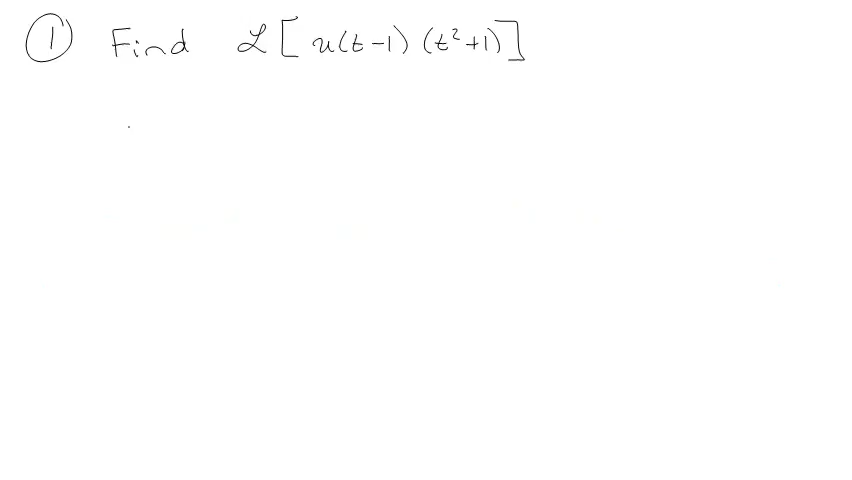 ① Find ℒ[u(t-1)(t²+1)]